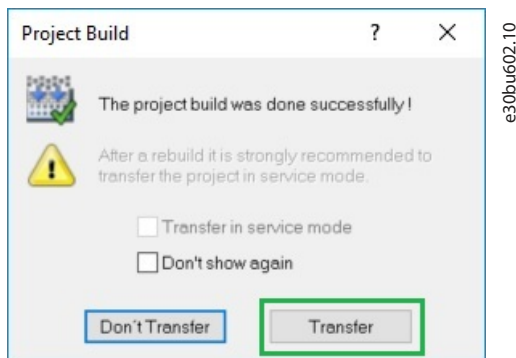 Project Build
?
The project build was done successfully !
After a rebuild it is strongly recommended to
transfer the project in service mode.
Transfer in service mode
Don't show again
Don´t Transfer
Transfer
e30bu602.10